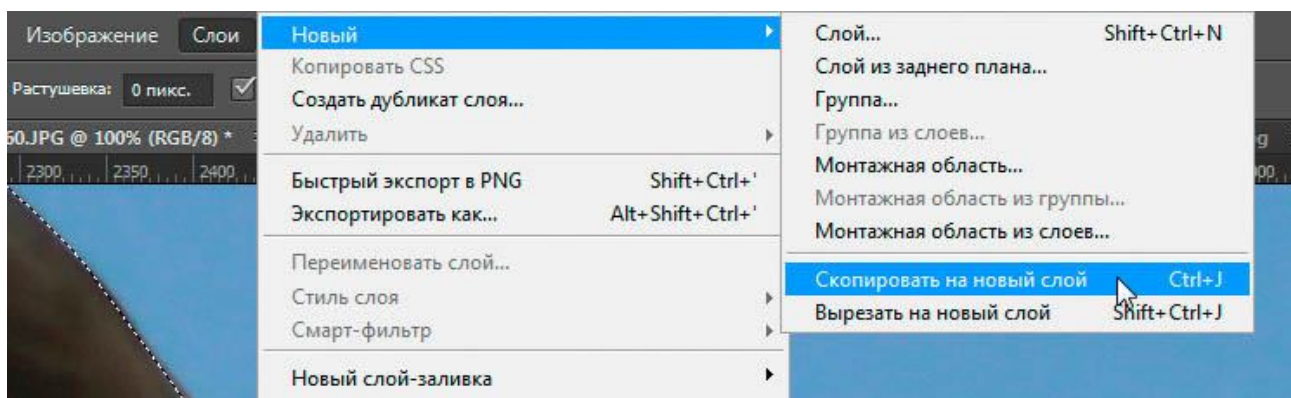 Изображение Слои
Растушевка: 0 пикс.
60.JPG @ 100% (RGB/8) *
2300 2350 2400
Новый
Копировать CSS
Создать дубликат слоя...
Удалить
Быстрый экспорт в PNG Shift+Ctrl+'
Экспортировать как... Alt+Shift+Ctrl+'
Переименовать слой...
Стиль слоя
Смарт-фильтр
Новый слой-заливка
Слой... Shift+Ctrl+N
Слой из заднего плана...
Группа...
Группа из слоев...
Монтажная область...
Монтажная область из группы...
Монтажная область из слоев...
Скопировать на новый слой Ctrl+J
Вырезать на новый слой Shift+Ctrl+J